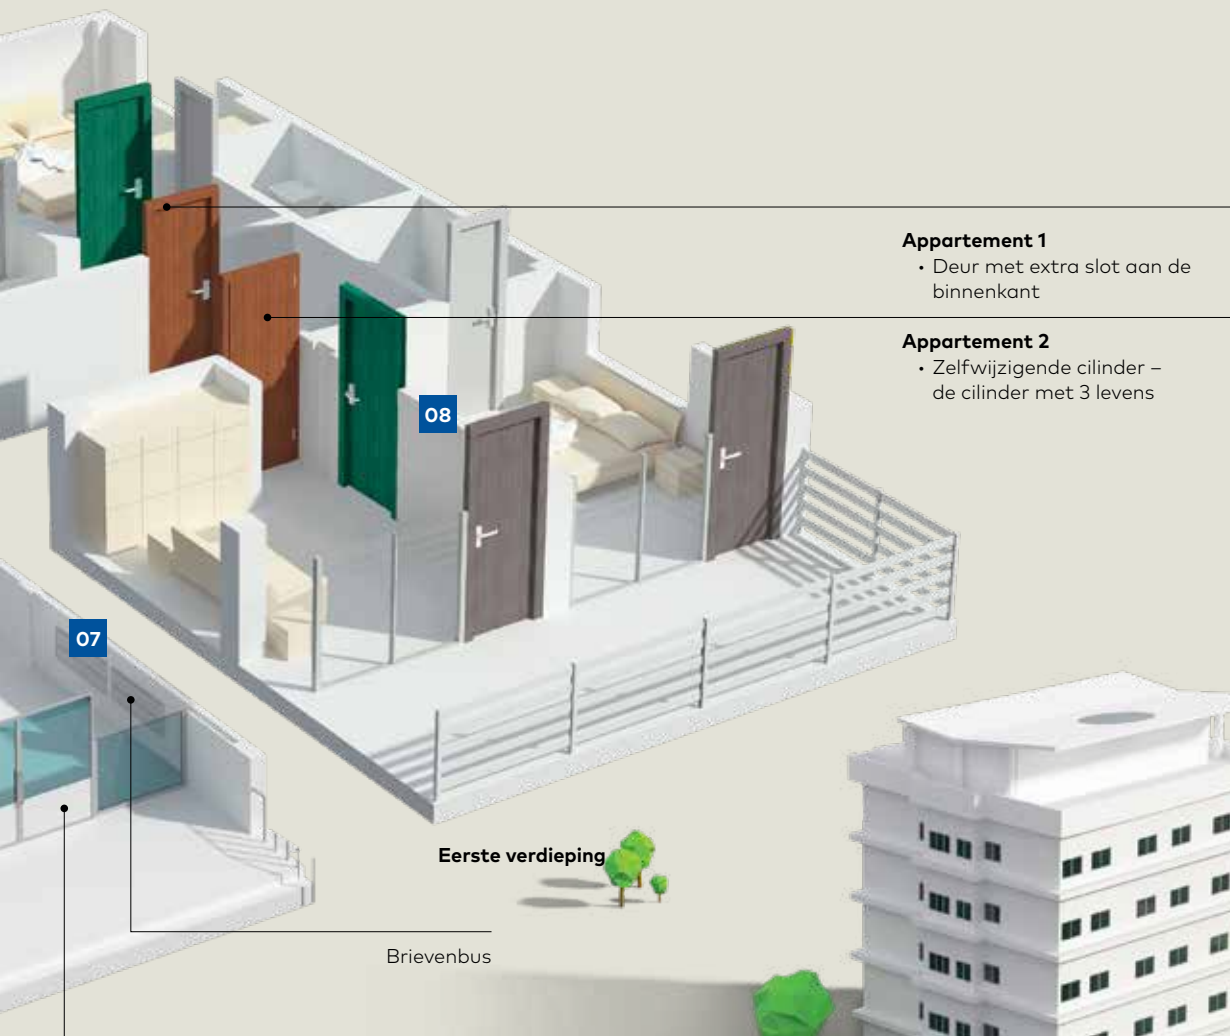 Appartement 1
• Deur met extra slot aan de
binnenkant
Appartement 2
• Zelfwijzigende cilinder –
de cilinder met 3 levens
08
07
Eerste verdieping
Brievenbus